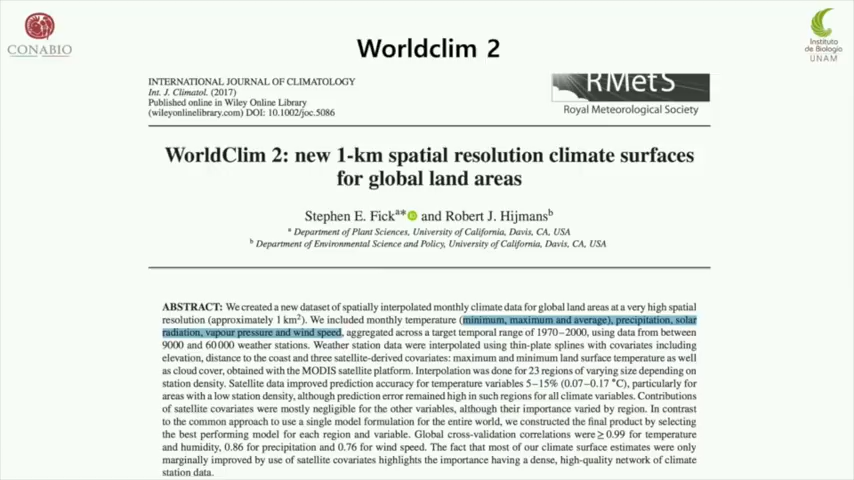 CONABIO
Worldclim 2
Instituto
de Biología
UNAM
INTERNATIONAL JOURNAL OF CLIMATOLOGY
Int. J. Climatol. (2017)
Published online in Wiley Online Library
(wileyonlinelibrary.com) DOI: 10.1002/joc.5086
RMetS
Royal Meteorological Society
WorldClim 2: new 1-km spatial resolution climate surfaces
for global land areas
Stephen E. Fickᵃ* and Robert J. Hijmansᵇ
ᵃ Department of Plant Sciences, University of California, Davis, CA, USA
ᵇ Department of Environmental Science and Policy, University of California, Davis, CA, USA
ABSTRACT: We created a new dataset of spatially interpolated monthly climate data for global land areas at a very high spatial
resolution (approximately 1 km²). We included monthly temperature (minimum, maximum and average), precipitation, solar
radiation, vapour pressure and wind speed, aggregated across a target temporal range of 1970–2000, using data from between
9000 and 60 000 weather stations. Weather station data were interpolated using thin-plate splines with covariates including
elevation, distance to the coast and three satellite-derived covariates: maximum and minimum land surface temperature as well
as cloud cover, obtained with the MODIS satellite platform. Interpolation was done for 23 regions of varying size depending on
station density. Satellite data improved prediction accuracy for temperature variables 5–15% (0.07–0.17 °C), particularly for
areas with a low station density, although prediction error remained high in such regions for all climate variables. Contributions
of satellite covariates were mostly negligible for the other variables, although their importance varied by region. In contrast
to the common approach to use a single model formulation for the entire world, we constructed the final product by selecting
the best performing model for each region and variable. Global cross-validation correlations were ≥ 0.99 for temperature
and humidity, 0.86 for precipitation and 0.76 for wind speed. The fact that most of our climate surface estimates were only
marginally improved by use of satellite covariates highlights the importance having a dense, high-quality network of climate
station data.